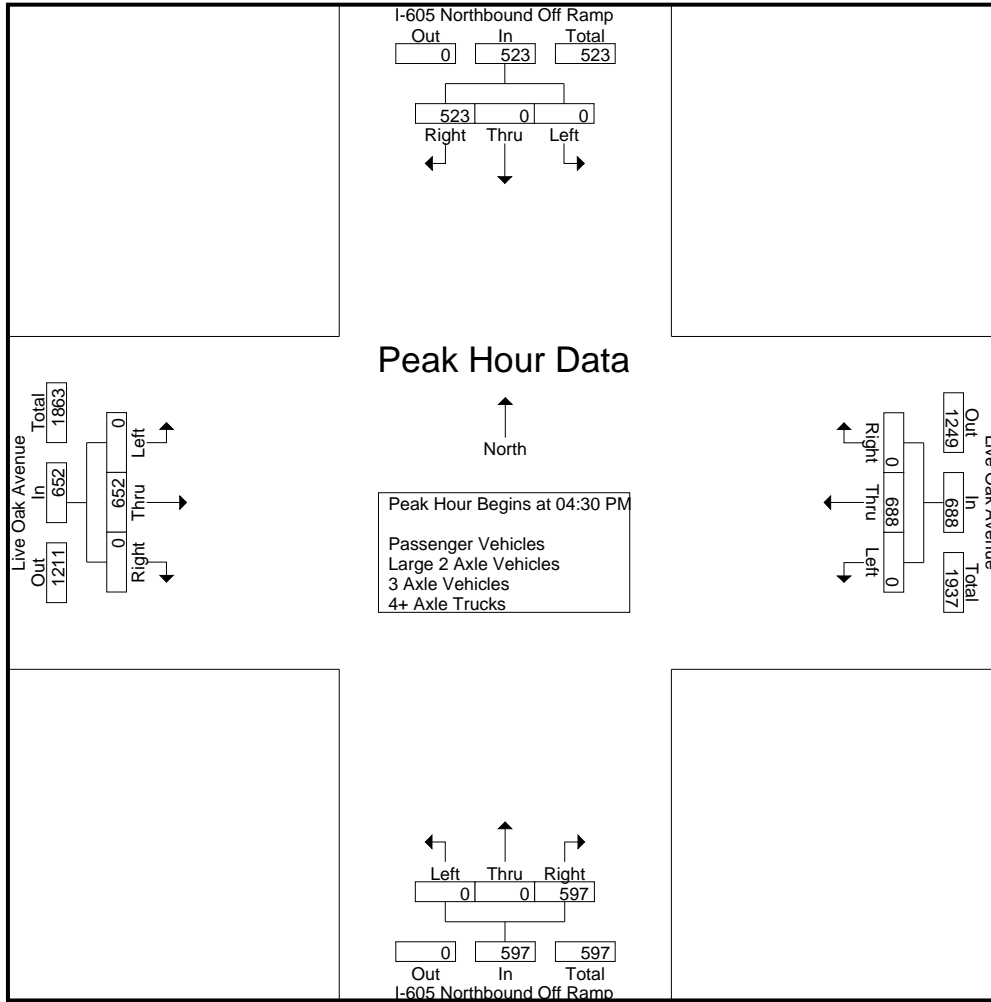 I-605 Northbound Off Ramp
Out In Total
0 523 523
523 0 0
Right Thru Left
Peak Hour Data
North
Peak Hour Begins at 04:30 PM
Passenger Vehicles
Large 2 Axle Vehicles
3 Axle Vehicles
4+ Axle Trucks
Live Oak Avenue
Out In Total
1211 652 1863
0 652 0
Left Thru Right
Right Thru Left
0 688 0
1249 688 1937
Out In Total
Live Oak Avenue
Left Thru Right
0 0 597
0 597 597
Out In Total
I-605 Northbound Off Ramp